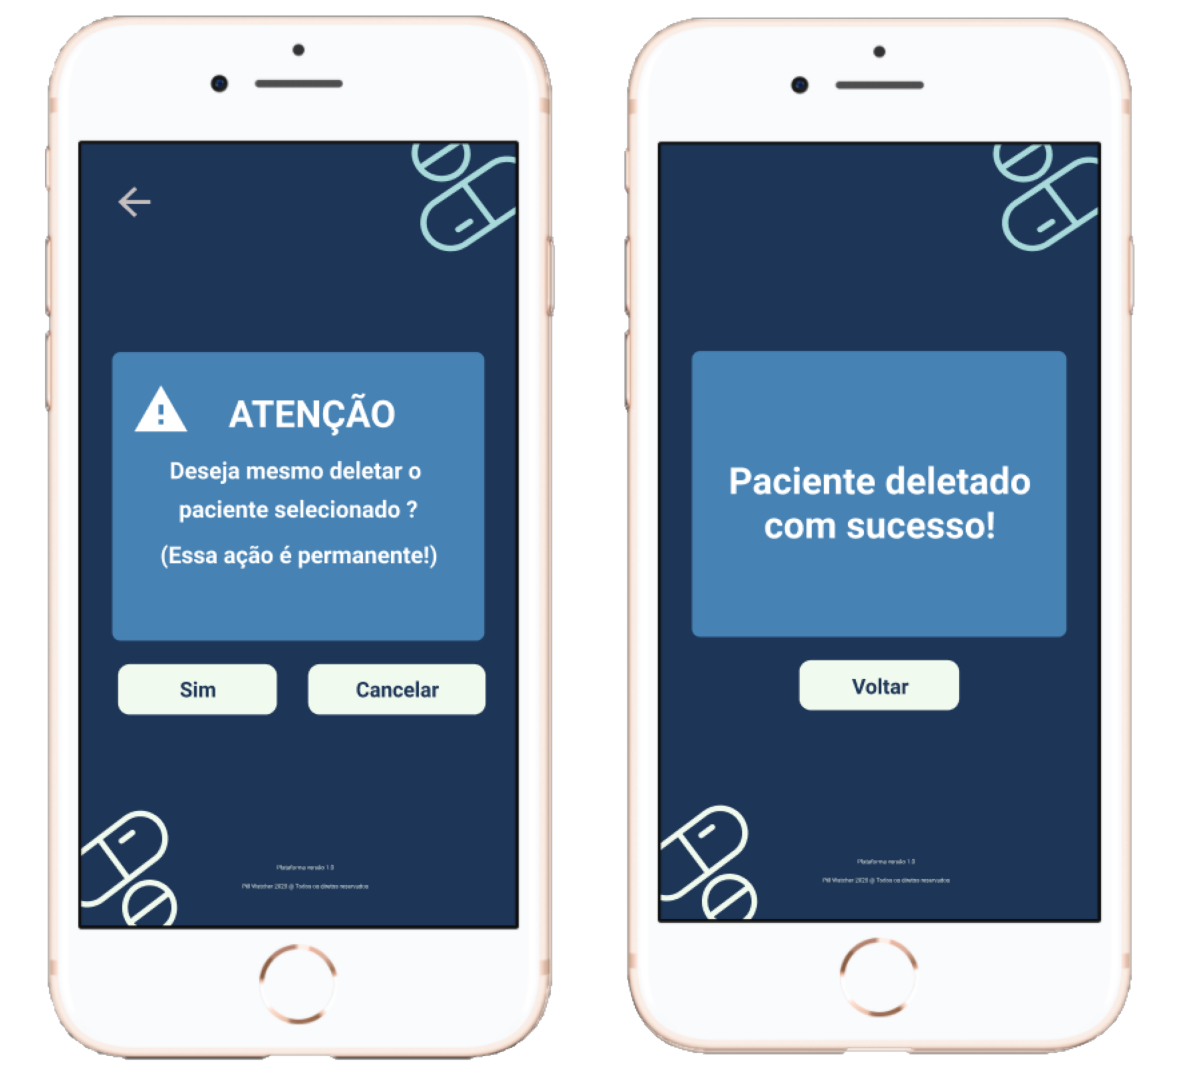 ATENÇÃO
Deseja mesmo deletar o
paciente selecionado ?
(Essa ação é permanente!)
Sim
Cancelar
Plataforma versão 1.0
Pill Watcher 2023 @ Todos os direitos reservados
Paciente deletado
com sucesso!
Voltar
Plataforma versão 1.0
Pill Watcher 2023 @ Todos os direitos reservados